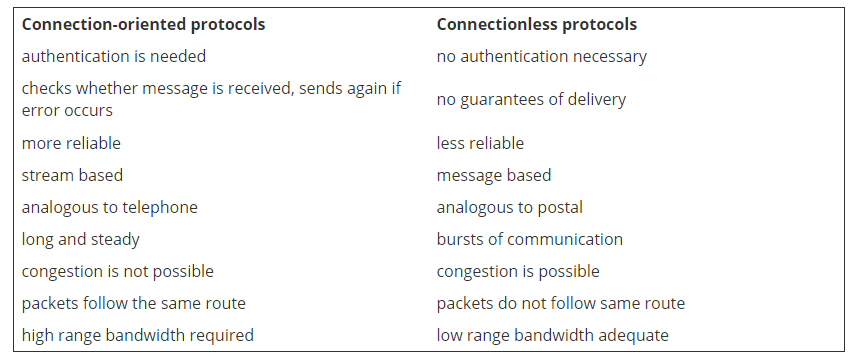 Connection-oriented protocols Connectionless protocols
authentication is needed no authentication necessary
checks whether message is received, sends again if
error occurs
no guarantees of delivery
more reliable less reliable
stream based message based
analogous to telephone analogous to postal
long and steady bursts of communication
congestion is not possible congestion is possible
packets follow the same route packets do not follow same route
high range bandwidth required low range bandwidth adequate